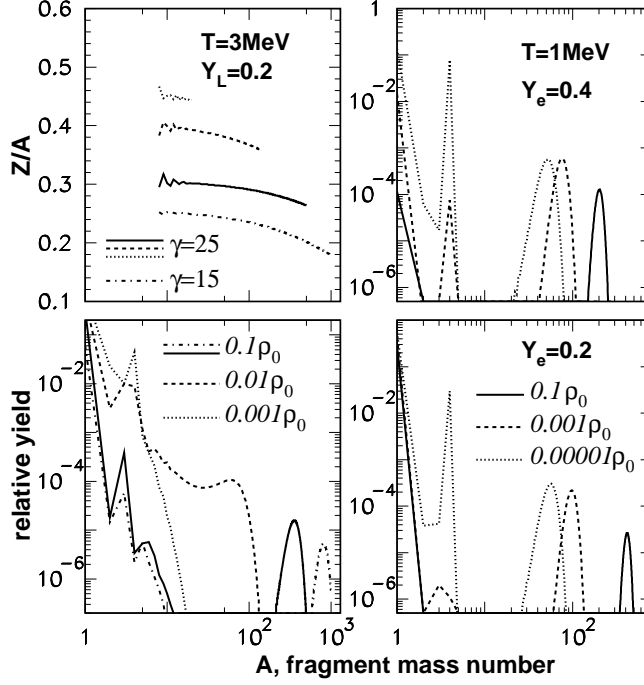 0.6
0.5
0.4
0.3
0.2
0.1
Z/A
T=3MeV
Y_L=0.2
γ=25
γ=15
1
10^-2
10^-4
10^-6
T=1MeV
Y_e=0.4
10^-2
10^-4
10^-6
relative yield
0.1ρ_0
0.01ρ_0
0.001ρ_0
1
10^2
10^3
10^-2
10^-4
10^-6
Y_e=0.2
0.1ρ_0
0.001ρ_0
0.00001ρ_0
1
10^2
A, fragment mass number